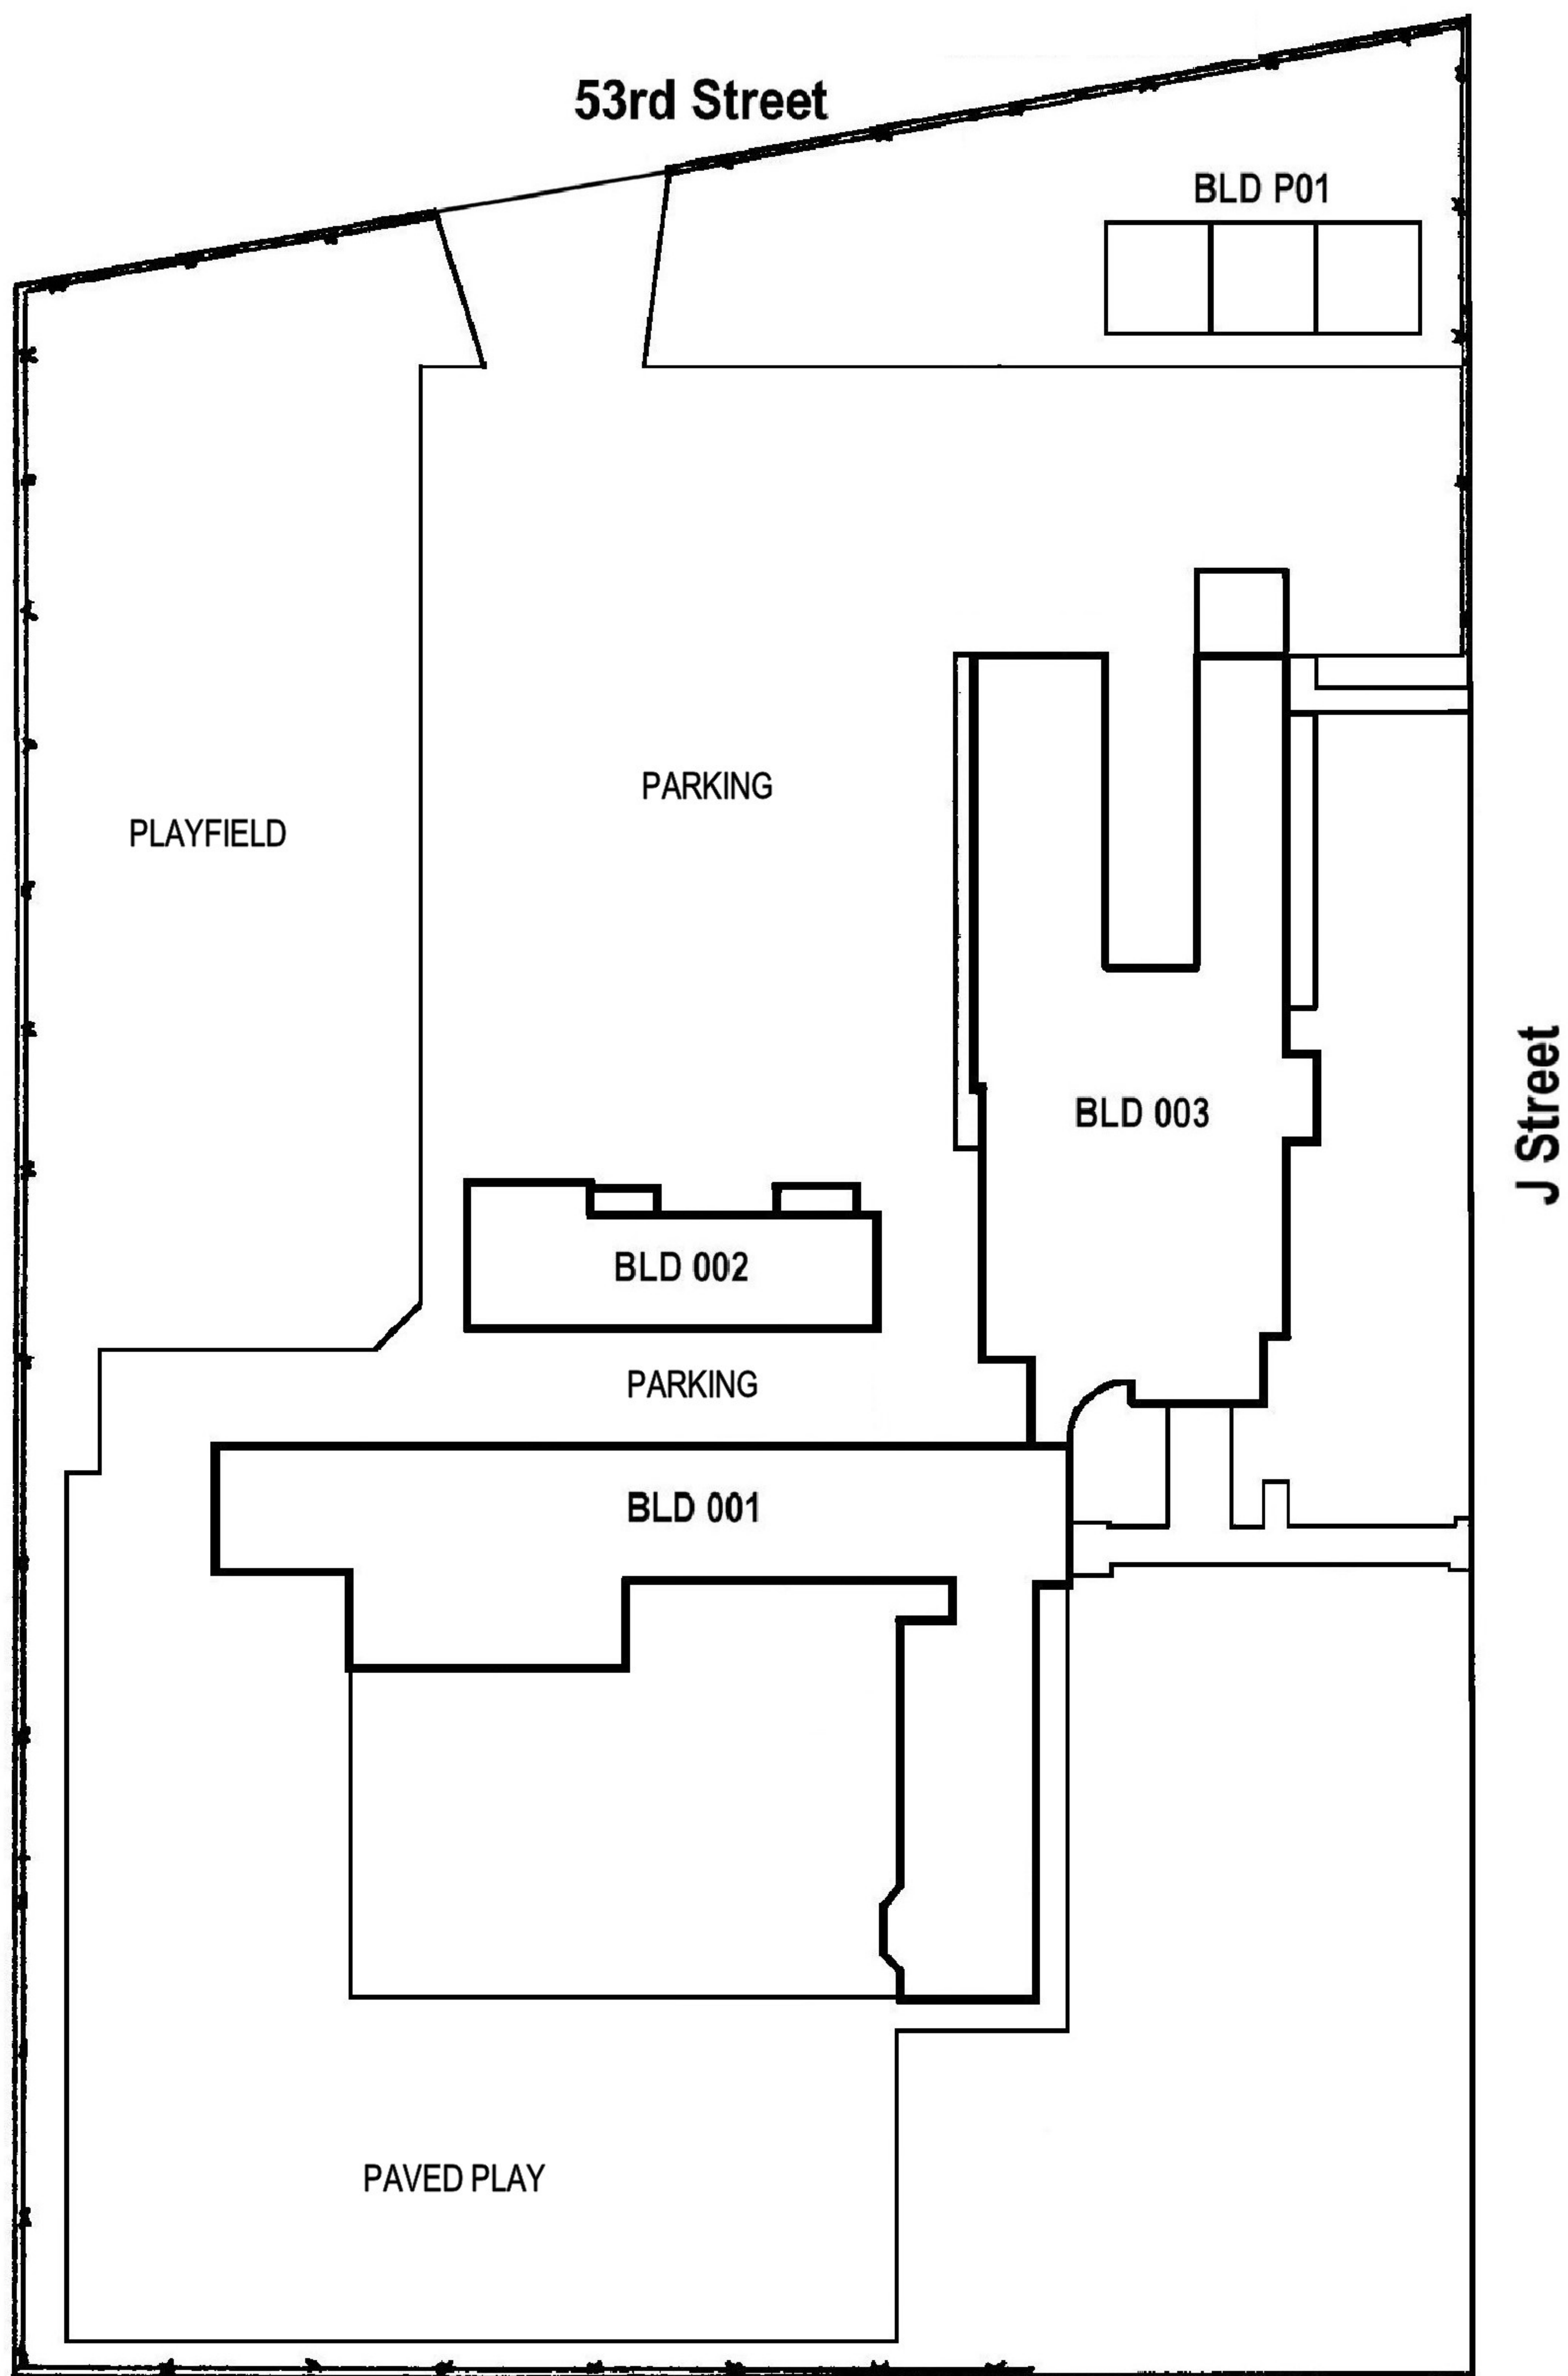 53rd Street
BLD P01
PARKING
PLAYFIELD
J Street
BLD 003
BLD 002
PARKING
BLD 001
PAVED PLAY